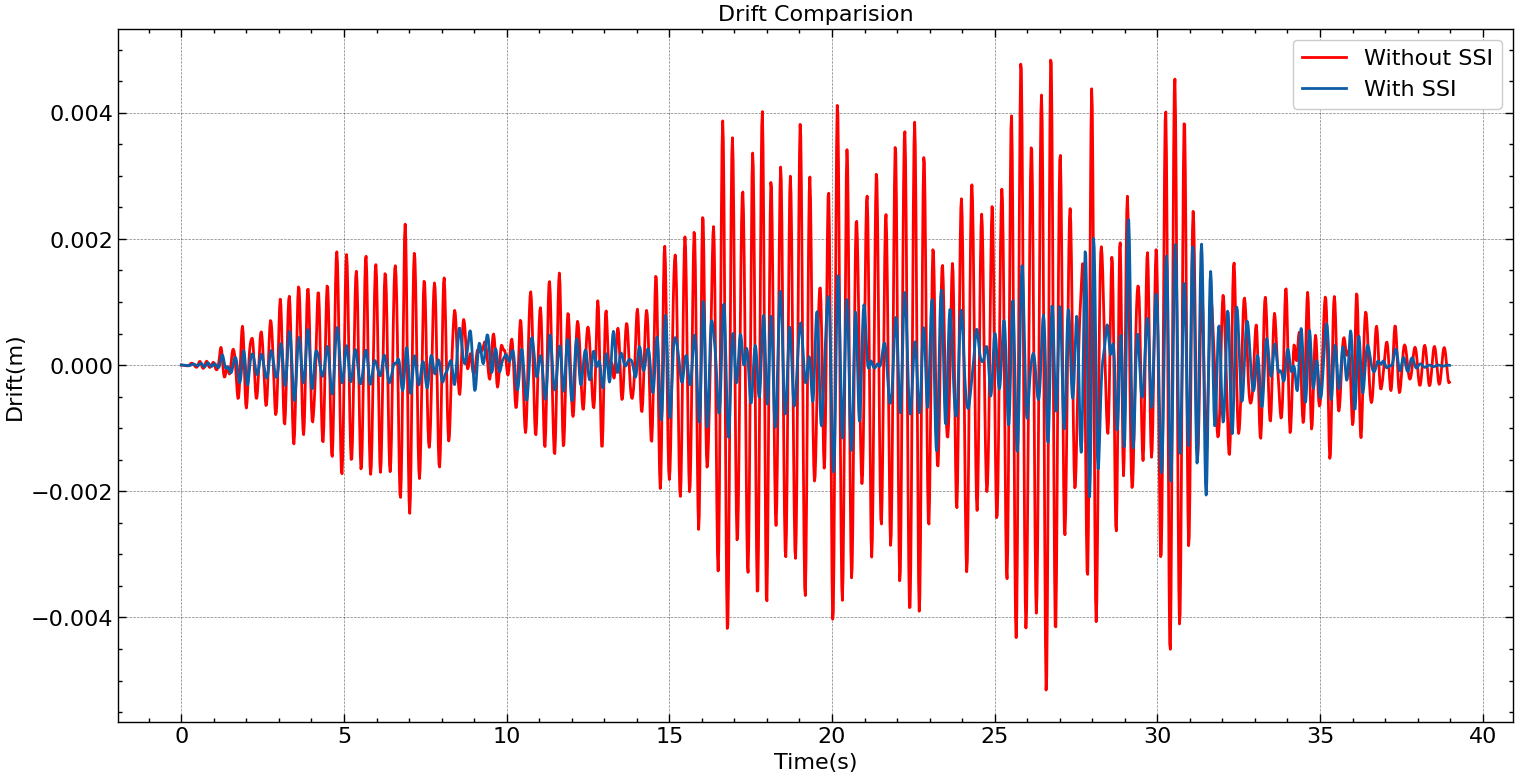 Drift Comparision
Without SSI
With SSI
0.004
0.002
0.000
−0.002
−0.004
Drift(m)
0 5 10 15 20 25 30 35 40
Time(s)